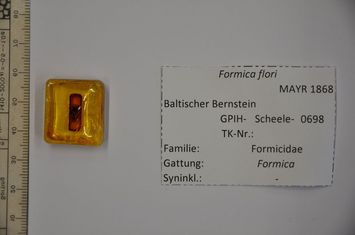 Formica flori
MAYR 1868
Baltischer Bernstein
GPIH- Scheele- 0698
TK-Nr.:
Familie: Formicidae
Gattung: Formica
Syninkl.: -